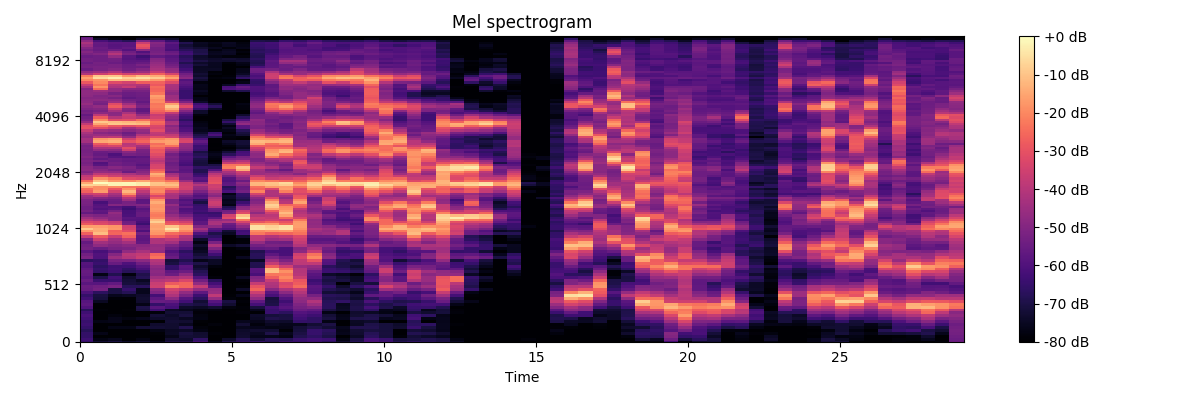 Mel spectrogram
+0 dB
8192
-10 dB
4096
-20 dB
-30 dB
Hz
2048
-40 dB
1024
-50 dB
512
-60 dB
-70 dB
0
-80 dB
0 5 10 15 20 25
Time